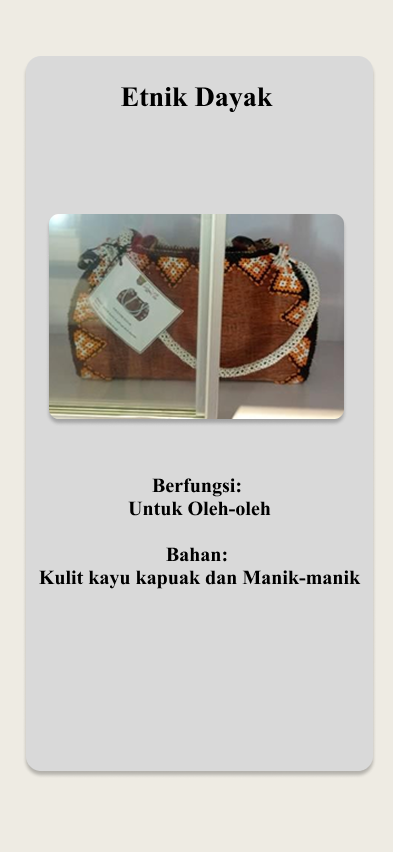 Etnik Dayak
Berfungsi:
Untuk Oleh-oleh
Bahan:
Kulit kayu kapuak dan Manik-manik